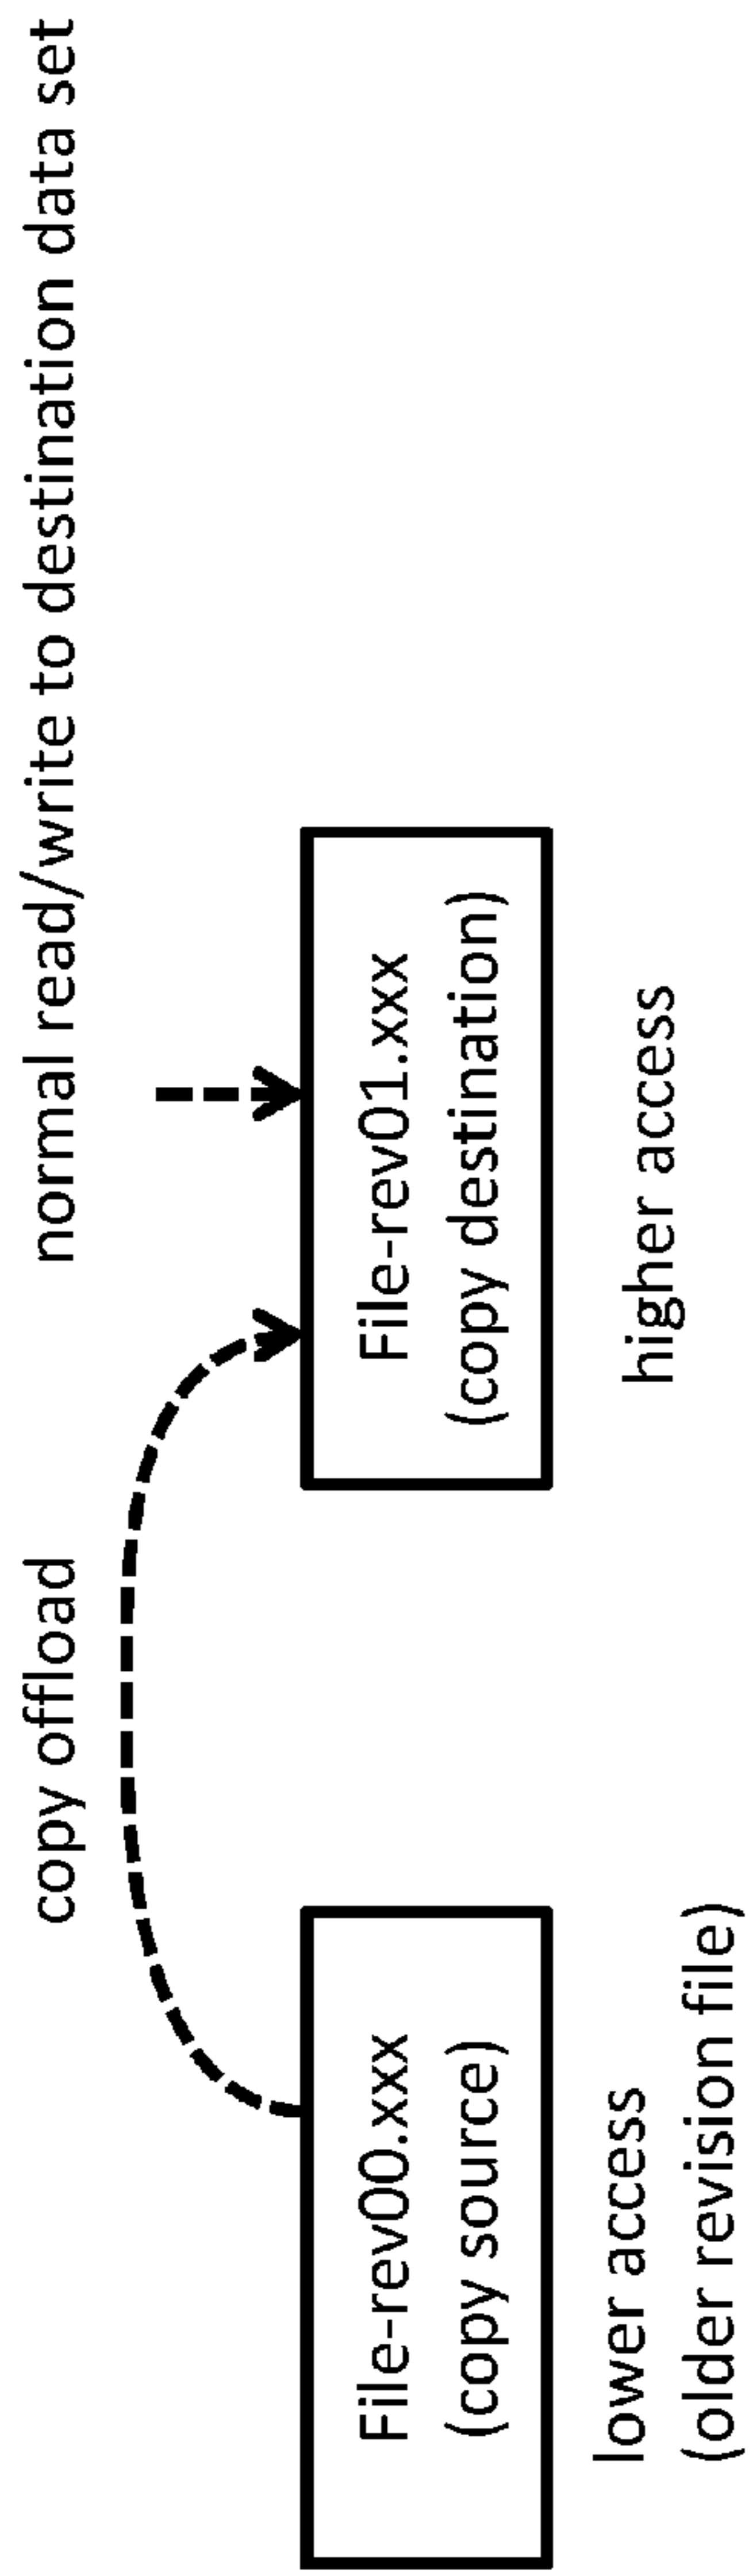 copy offload
normal read/write to destination data set
File-rev00.xxx
(copy source)
File-rev01.xxx
(copy destination)
lower access
(older revision file)
higher access